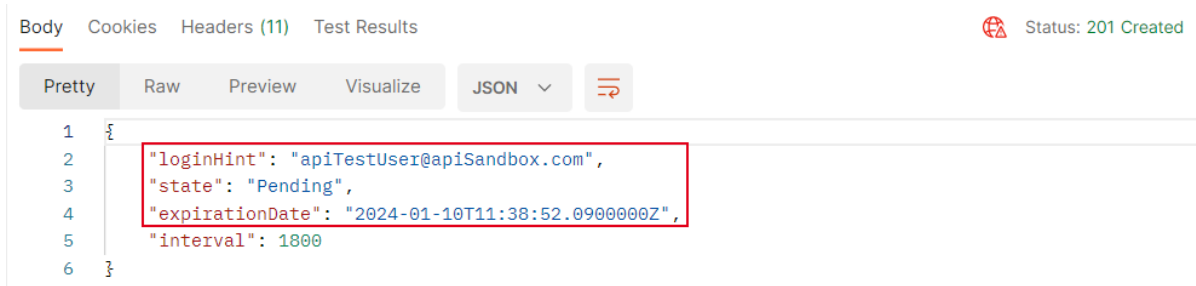 Body Cookies Headers (11) Test Results Status: 201 Created
Pretty Raw Preview Visualize JSON
1 {
2 "loginHint": "apiTestUser@apiSandbox.com",
3 "state": "Pending",
4 "expirationDate": "2024-01-10T11:38:52.0900000Z",
5 "interval": 1800
6 }